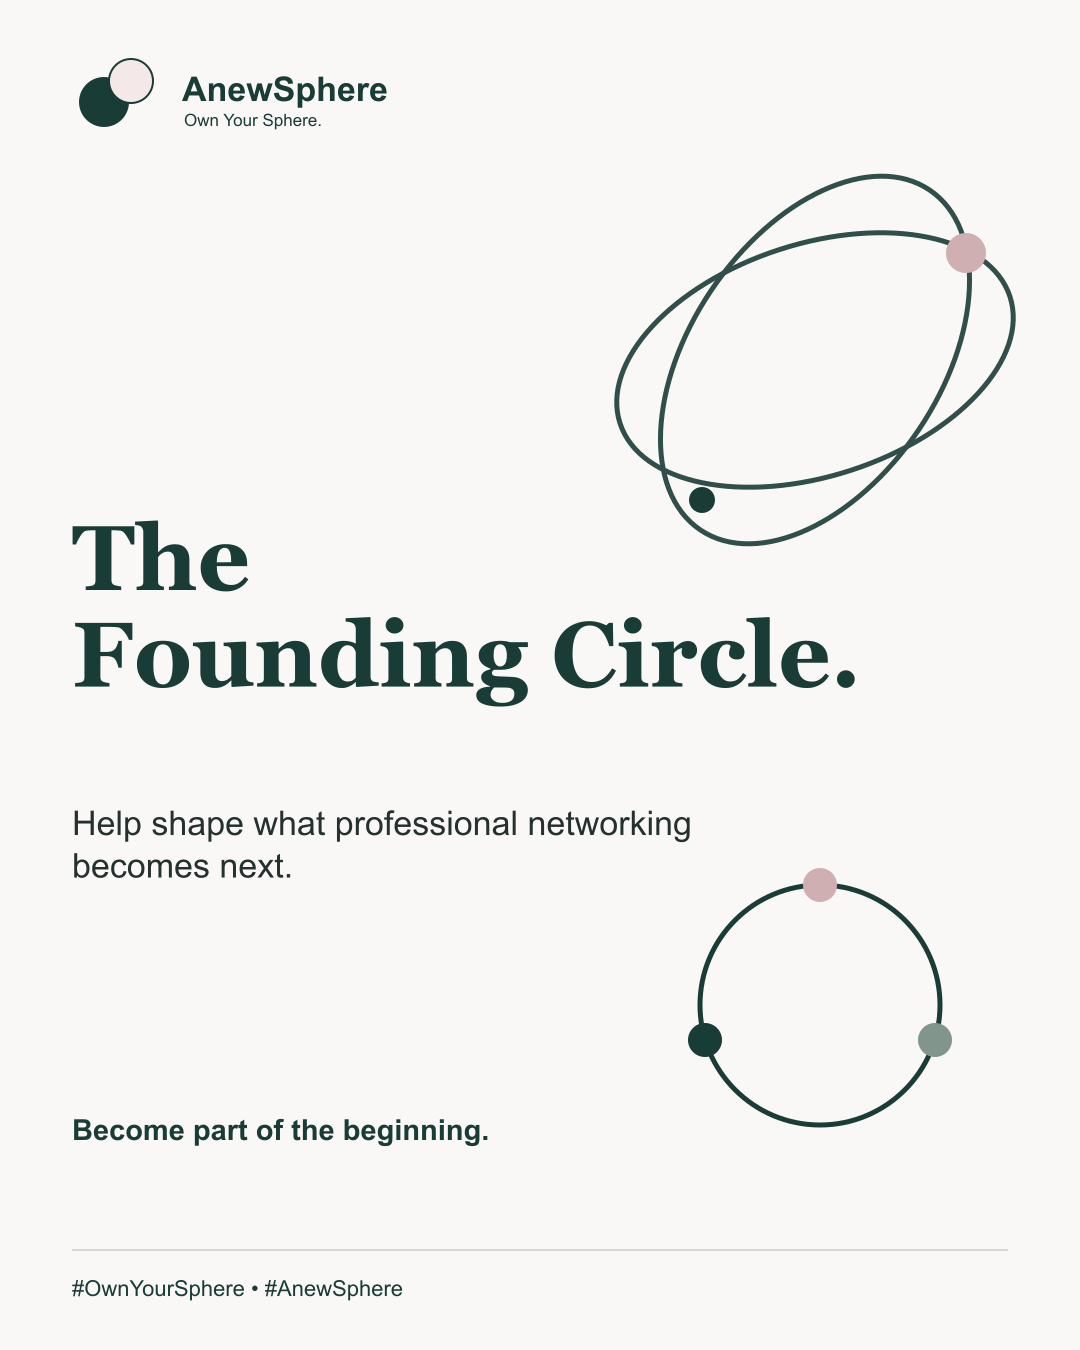 AnewSphere
Own Your Sphere.
The
Founding Circle.
Help shape what professional networking
becomes next.
Become part of the beginning.
#OwnYourSphere • #AnewSphere